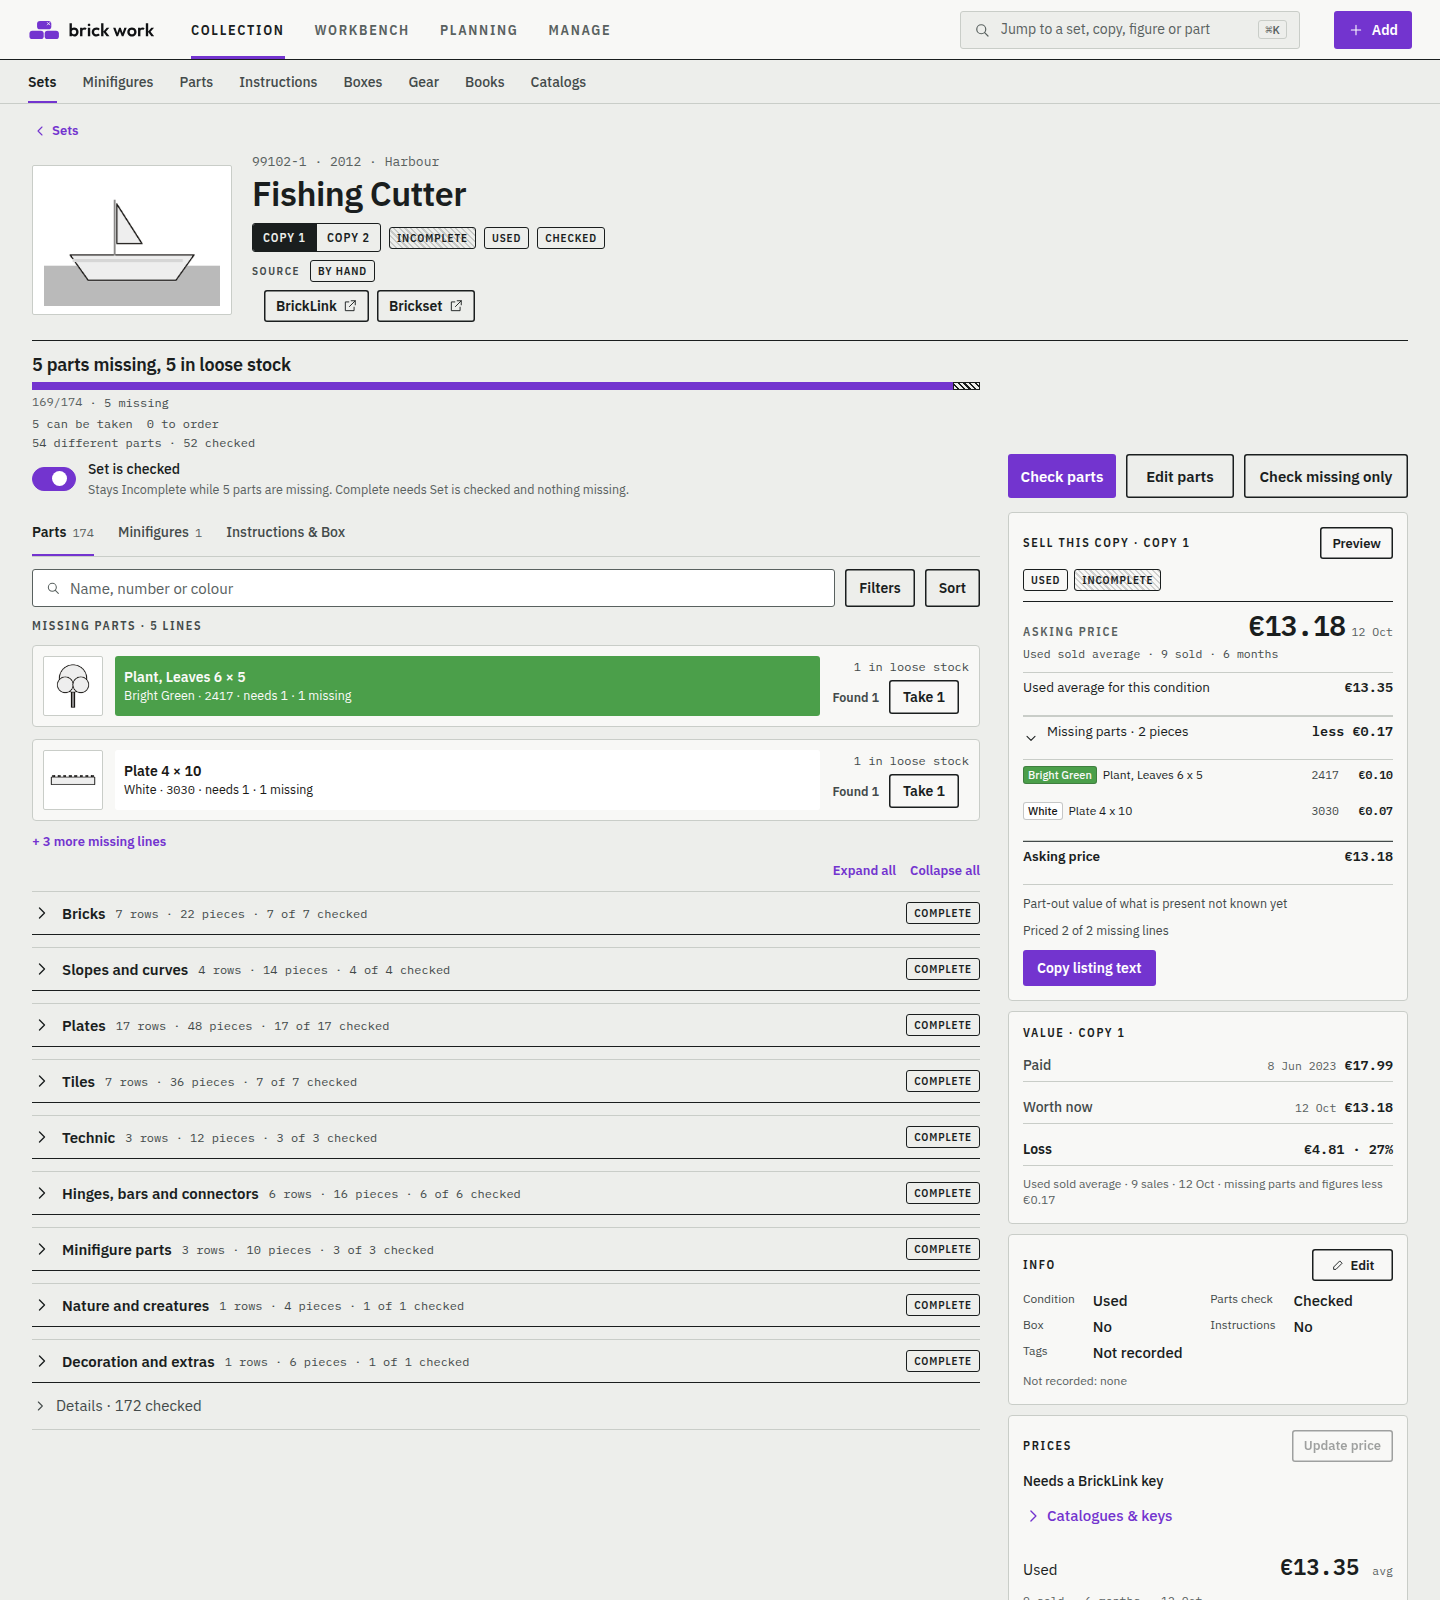 brick work
COLLECTION WORKBENCH PLANNING MANAGE
Jump to a set, copy, figure or part ⌘K
Add
Sets Minifigures Parts Instructions Boxes Gear Books Catalogs
Sets
99102-1 · 2012 · Harbour
Fishing Cutter
COPY 1 COPY 2 INCOMPLETE USED CHECKED
SOURCE BY HAND
BrickLink Brickset
5 parts missing, 5 in loose stock
169/174 · 5 missing
5 can be taken 0 to order
54 different parts · 52 checked
Set is checked
Stays Incomplete while 5 parts are missing. Complete needs Set is checked and nothing missing.
Parts 174 Minifigures 1 Instructions & Box
Name, number or colour
Filters Sort
MISSING PARTS · 5 LINES
Plant, Leaves 6 × 5
Bright Green · 2417 · needs 1 · 1 missing
1 in loose stock
Found 1 Take 1
Plate 4 × 10
White · 3030 · needs 1 · 1 missing
1 in loose stock
Found 1 Take 1
+ 3 more missing lines
Expand all Collapse all
Bricks 7 rows · 22 pieces · 7 of 7 checked COMPLETE
Slopes and curves 4 rows · 14 pieces · 4 of 4 checked COMPLETE
Plates 17 rows · 48 pieces · 17 of 17 checked COMPLETE
Tiles 7 rows · 36 pieces · 7 of 7 checked COMPLETE
Technic 3 rows · 12 pieces · 3 of 3 checked COMPLETE
Hinges, bars and connectors 6 rows · 16 pieces · 6 of 6 checked COMPLETE
Minifigure parts 3 rows · 10 pieces · 3 of 3 checked COMPLETE
Nature and creatures 1 rows · 4 pieces · 1 of 1 checked COMPLETE
Decoration and extras 1 rows · 6 pieces · 1 of 1 checked COMPLETE
Details · 172 checked
Check parts Edit parts Check missing only
SELL THIS COPY · COPY 1 Preview
USED INCOMPLETE
ASKING PRICE €13.18 12 Oct
Used sold average · 9 sold · 6 months
Used average for this condition €13.35
Missing parts · 2 pieces less €0.17
Bright Green Plant, Leaves 6 x 5 2417 €0.10
White Plate 4 x 10 3030 €0.07
Asking price €13.18
Part-out value of what is present not known yet
Priced 2 of 2 missing lines
Copy listing text
VALUE · COPY 1
Paid 8 Jun 2023 €17.99
Worth now 12 Oct €13.18
Loss €4.81 · 27%
Used sold average · 9 sales · 12 Oct · missing parts and figures less
€0.17
INFO Edit
Condition Used Parts check Checked
Box No Instructions No
Tags Not recorded
Not recorded: none
PRICES Update price
Needs a BrickLink key
Catalogues & keys
Used €13.35 avg